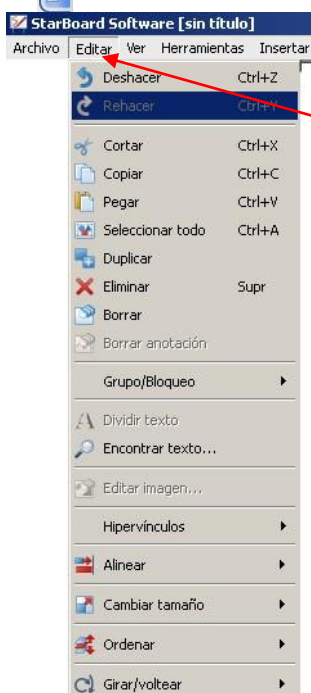 StarBoard Software [sin título]
Archivo Editar Ver Herramientas Insertar
Deshacer Ctrl+Z
Rehacer Ctrl+Y
Cortar Ctrl+X
Copiar Ctrl+C
Pegar Ctrl+V
Seleccionar todo Ctrl+A
Duplicar
Eliminar Supr
Borrar
Borrar anotación
Grupo/Bloqueo
Dividir texto
Encontrar texto...
Editar imagen...
Hipervínculos
Alinear
Cambiar tamaño
Ordenar
Girar/voltear